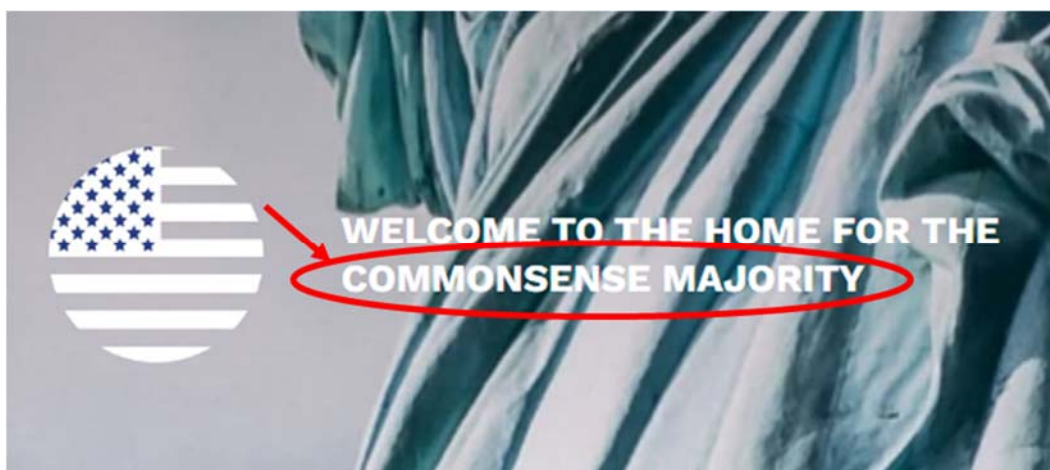 WELCOME TO THE HOME FOR THE
COMMONSENSE MAJORITY